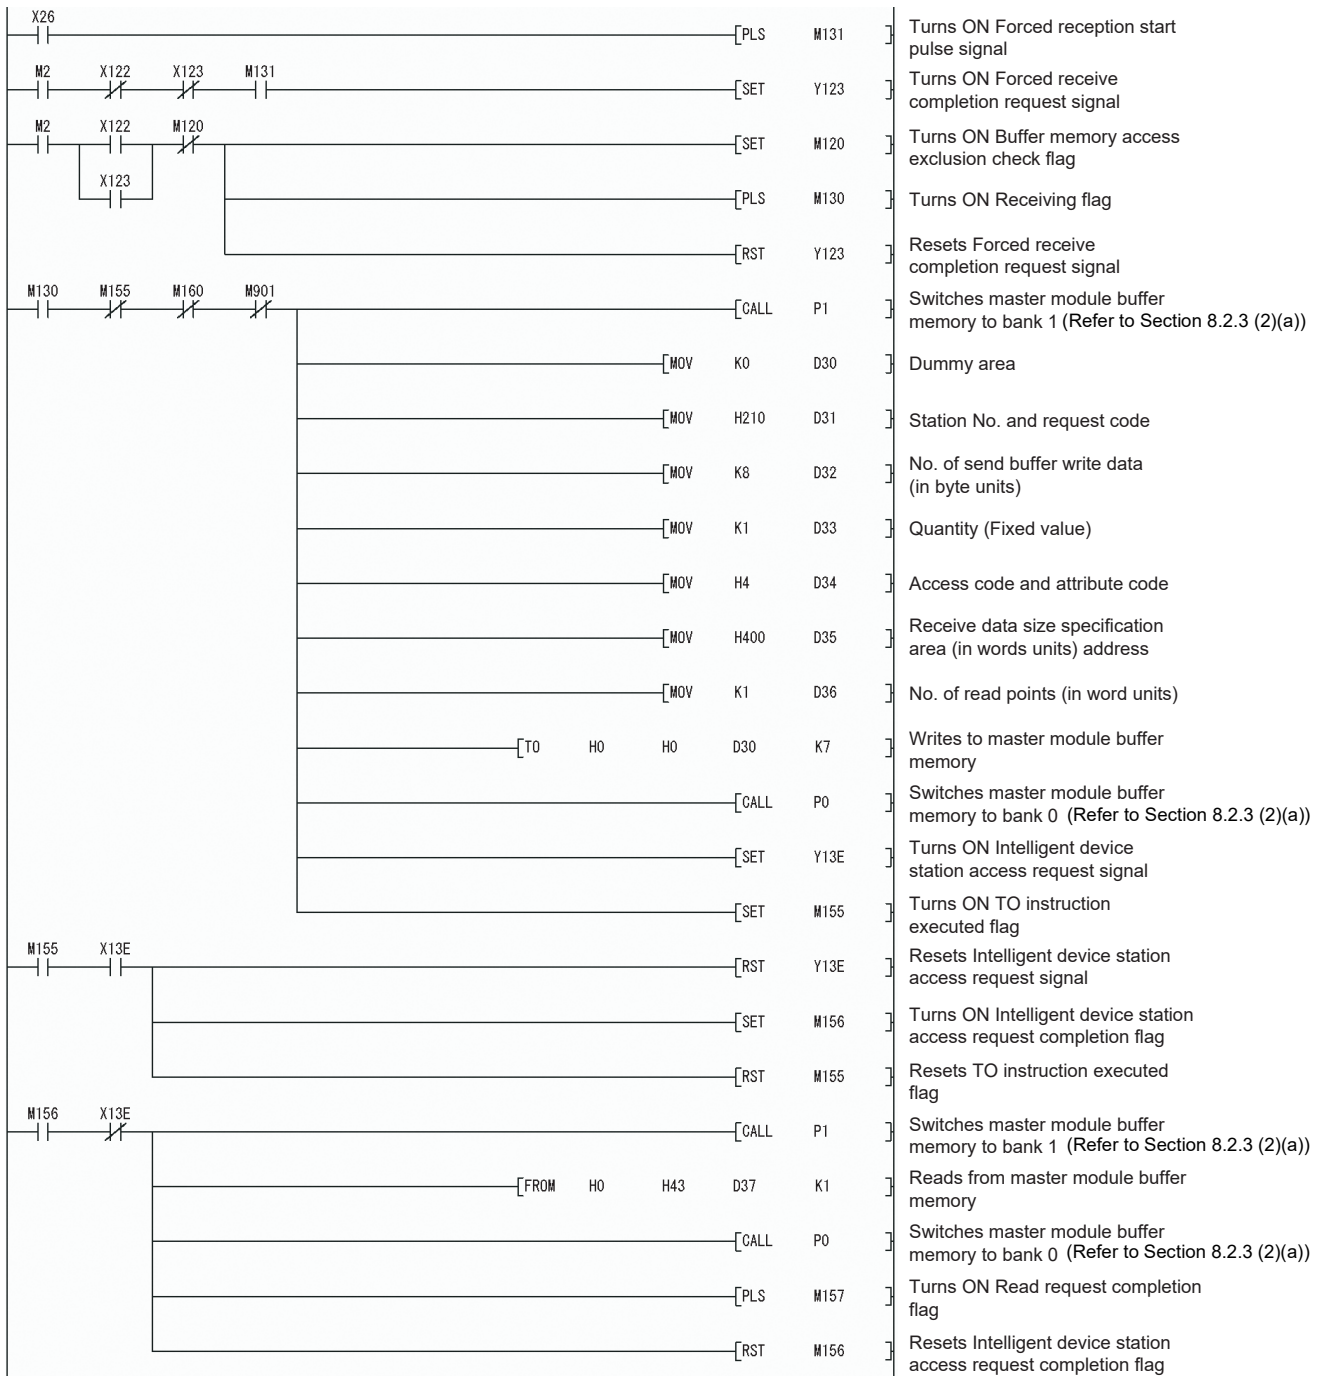 X26
[PLS M131 ]
Turns ON Forced reception start
pulse signal
M2 X122 X123 M131
[SET Y123 ]
Turns ON Forced receive
completion request signal
M2 X122 M120
[SET M120 ]
Turns ON Buffer memory access
exclusion check flag
X123
[PLS M130 ]
Turns ON Receiving flag
[RST Y123 ]
Resets Forced receive
completion request signal
M130 M155 M160 M901
[CALL P1 ]
Switches master module buffer
memory to bank 1 (Refer to Section 8.2.3 (2)(a))
[MOV K0 D30 ]
Dummy area
[MOV H210 D31 ]
Station No. and request code
[MOV K8 D32 ]
No. of send buffer write data
(in byte units)
[MOV K1 D33 ]
Quantity (Fixed value)
[MOV H4 D34 ]
Access code and attribute code
[MOV H400 D35 ]
Receive data size specification
area (in words units) address
[MOV K1 D36 ]
No. of read points (in word units)
[TO H0 H0 D30 K7 ]
Writes to master module buffer
memory
[CALL P0 ]
Switches master module buffer
memory to bank 0 (Refer to Section 8.2.3 (2)(a))
[SET Y13E ]
Turns ON Intelligent device
station access request signal
[SET M155 ]
Turns ON TO instruction
executed flag
M155 X13E
[RST Y13E ]
Resets Intelligent device station
access request signal
[SET M156 ]
Turns ON Intelligent device station
access request completion flag
[RST M155 ]
Resets TO instruction executed
flag
M156 X13E
[CALL P1 ]
Switches master module buffer
memory to bank 1 (Refer to Section 8.2.3 (2)(a))
[FROM H0 H43 D37 K1 ]
Reads from master module buffer
memory
[CALL P0 ]
Switches master module buffer
memory to bank 0 (Refer to Section 8.2.3 (2)(a))
[PLS M157 ]
Turns ON Read request completion
flag
[RST M156 ]
Resets Intelligent device station
access request completion flag